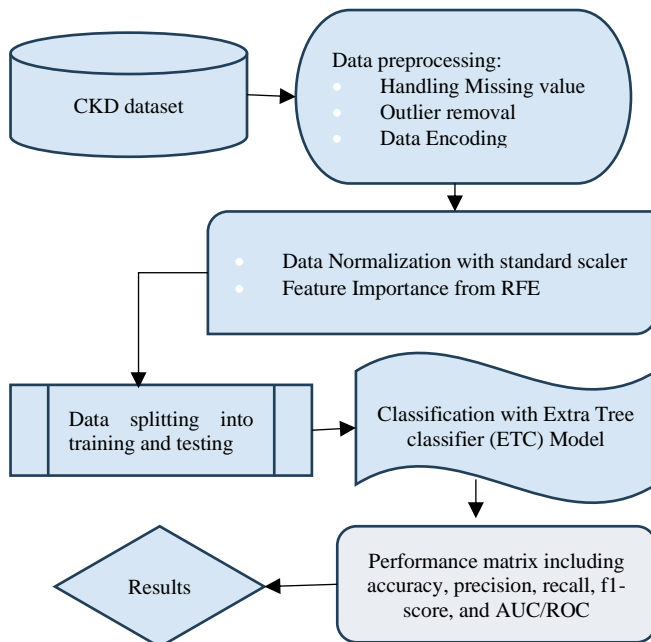 CKD dataset
Data preprocessing:
Handling Missing value
Outlier removal
Data Encoding
Data Normalization with standard scaler
Feature Importance from RFE
Data splitting into
training and testing
Classification with Extra Tree
classifier (ETC) Model
Performance matrix including
accuracy, precision, recall, f1-
score, and AUC/ROC
Results